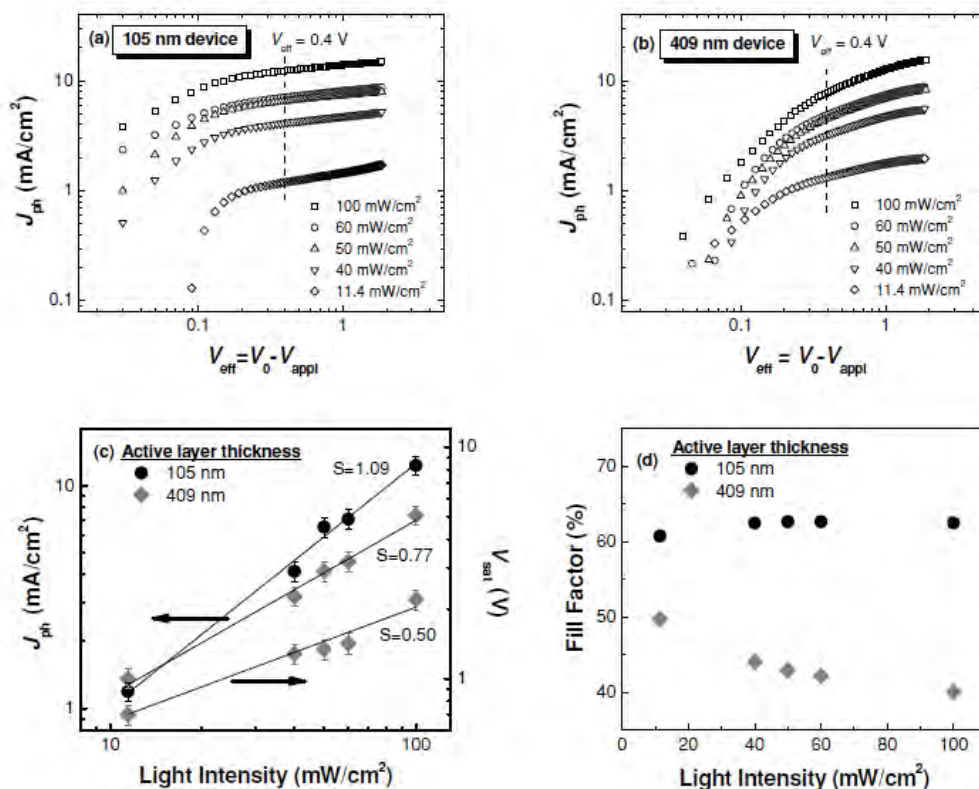 (a) 105 nm device
V_eff = 0.4 V
J_ph (mA/cm²)
10
1
0.1
100 mW/cm²
60 mW/cm²
50 mW/cm²
40 mW/cm²
11.4 mW/cm²
0.1 1
V_eff=V_0-V_appl
(b) 409 nm device
V_eff = 0.4 V
J_ph (mA/cm²)
10
1
0.1
100 mW/cm²
60 mW/cm²
50 mW/cm²
40 mW/cm²
11.4 mW/cm²
0.1 1
V_eff = V_0-V_appl
(c) Active layer thickness
105 nm
409 nm
S=1.09
S=0.77
S=0.50
J_ph (mA/cm²)
10
1
V_sat (V)
10
1
10 100
Light Intensity (mW/cm²)
Active layer thickness (d)
105 nm
409 nm
Fill Factor (%)
70
60
50
40
0 20 40 60 80 100
Light Intensity (mW/cm²)